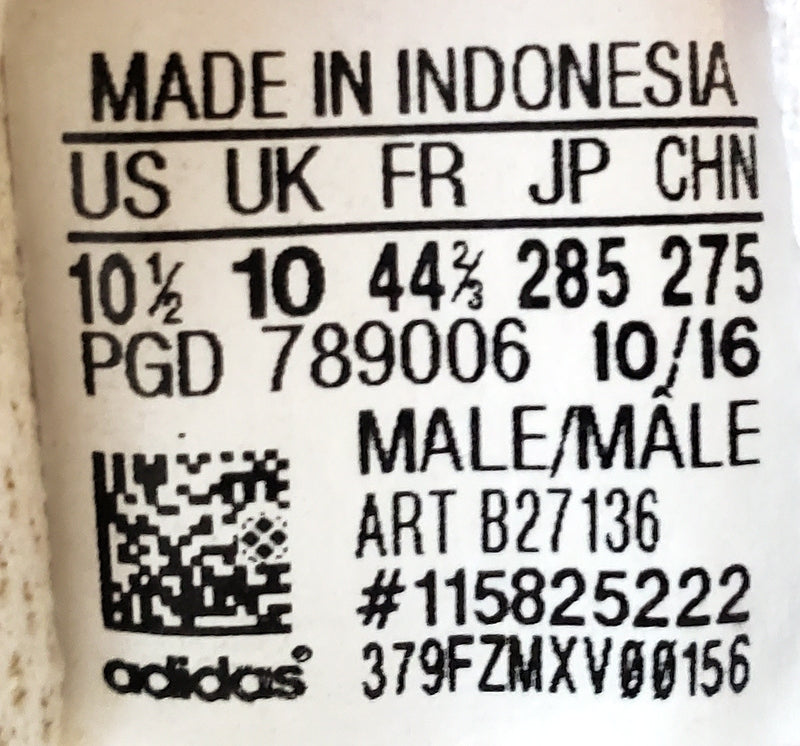 MADE IN INDONESIA
US UK FR JP CHN
10½ 10 44⅔ 285 275
PGD 789006 10/16
MALE/MÂLE
ART B27136
#115825222
adidas® 379FZMXV00156